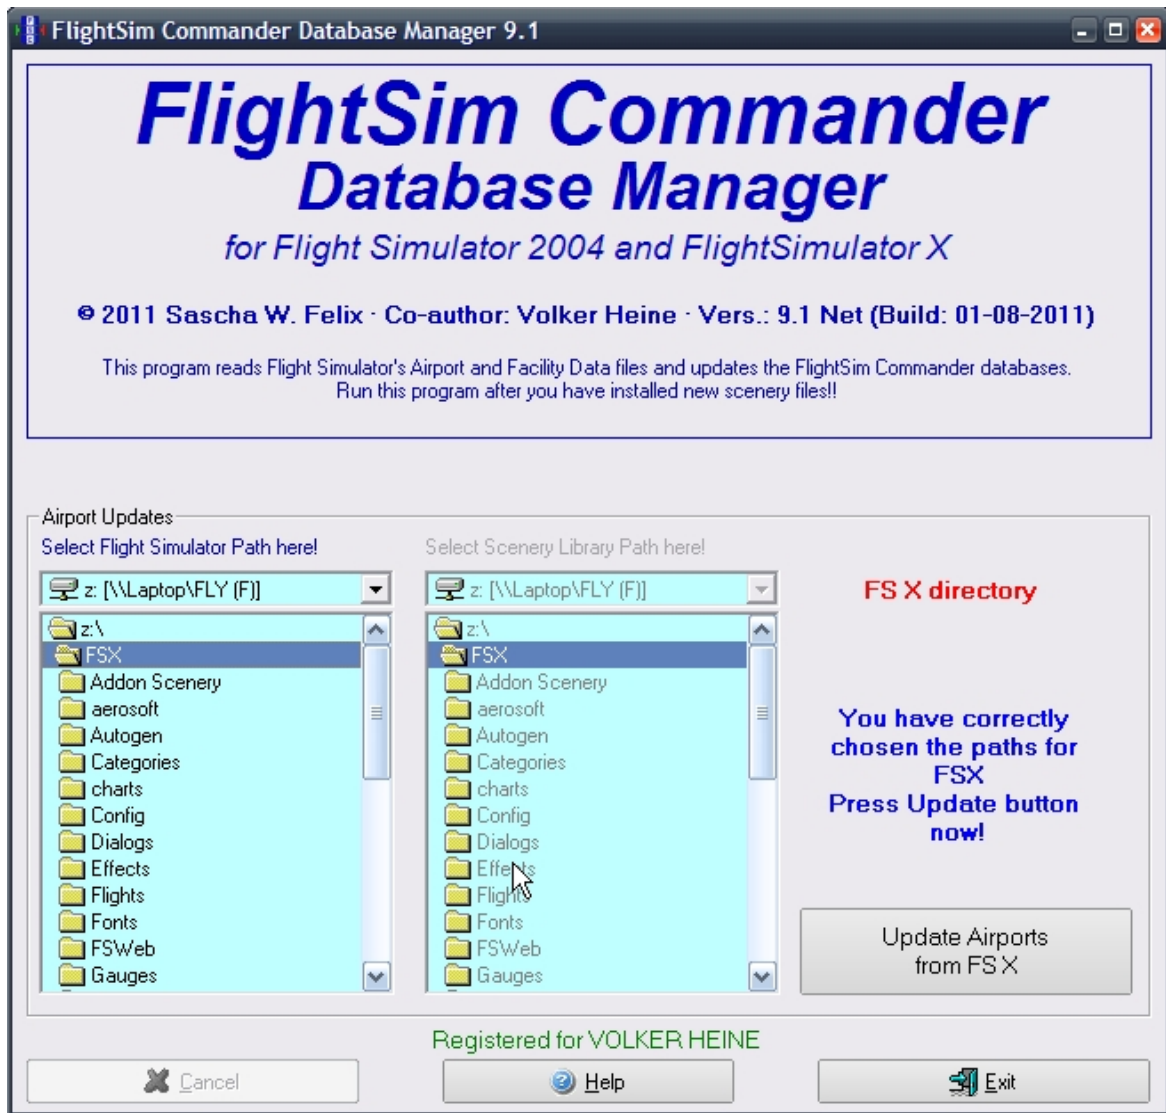 FlightSim Commander Database Manager 9.1
FlightSim Commander
Database Manager
for Flight Simulator 2004 and FlightSimulator X
© 2011 Sascha W. Felix · Co-author: Volker Heine · Vers.: 9.1 Net (Build: 01-08-2011)
This program reads Flight Simulator's Airport and Facility Data files and updates the FlightSim Commander databases.
Run this program after you have installed new scenery files!!
Airport Updates
Select Flight Simulator Path here!
z: [\\Laptop\FLY (F)]
z:\
FSX
Addon Scenery
aerosoft
Autogen
Categories
charts
Config
Dialogs
Effects
Flights
Fonts
FSWeb
Gauges
Select Scenery Library Path here!
z: [\\Laptop\FLY (F)]
z:\
FSX
Addon Scenery
aerosoft
Autogen
Categories
charts
Config
Dialogs
Effects
Flights
Fonts
FSWeb
Gauges
FS X directory
You have correctly
chosen the paths for
FSX
Press Update button
now!
Update Airports
from FS X
Registered for VOLKER HEINE
Cancel
Help
Exit